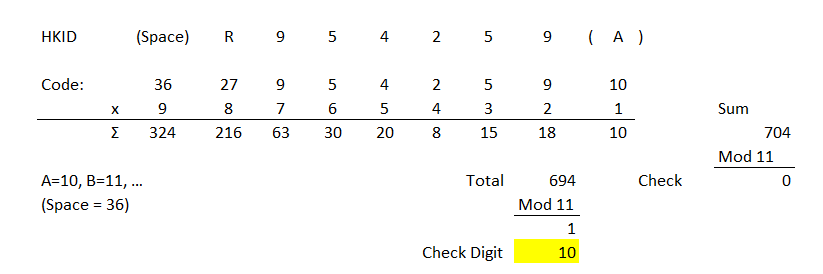 HKID (Space) R 9 5 4 2 5 9 ( A )
Code: 36 27 9 5 4 2 5 9 10
x 9 8 7 6 5 4 3 2 1 Sum
Σ 324 216 63 30 20 8 15 18 10 704
Mod 11
A=10, B=11, ... Total 694 Check 0
(Space = 36) Mod 11
1
Check Digit 10